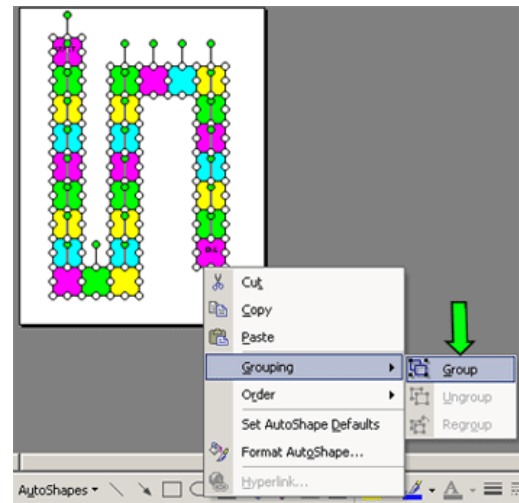 Cut
Copy
Paste
Grouping
Group
Order
Ungroup
Set AutoShape Defaults
Regroup
Format AutoShape...
Hyperlink...
AutoShapes
A